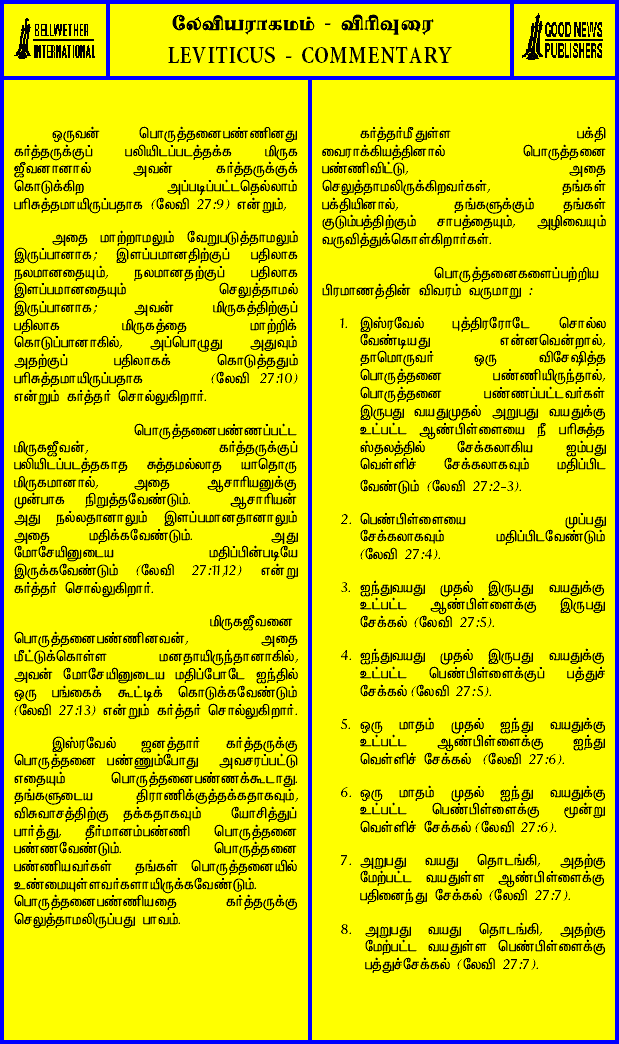 BELLWETHER
INTERNATIONAL
லேவியராகமம் - விரிவுரை
LEVITICUS - COMMENTARY
GOOD NEWS
PUBLISHERS
ஒருவன் பொருத்தனைபண்ணினது
கர்த்தருக்குப் பலியிடப்படத்தக்க மிருக
ஜீவனானால் அவன் கர்த்தருக்குக்
கொடுக்கிற அப்படிப்பட்டதெல்லாம்
பரிசுத்தமாயிருப்பதாக (லேவி 27:9) என்றும்,
அதை மாற்றாமலும் வேறுபடுத்தாமலும்
இருப்பானாக; இளப்பமானதிற்குப் பதிலாக
நலமானதையும், நலமானதற்குப் பதிலாக
இளப்பமானதையும் செலுத்தாமல்
இருப்பானாக; அவன் மிருகத்திற்குப்
பதிலாக மிருகத்தை மாற்றிக்
கொடுப்பானாகில், அப்பொழுது அதுவும்
அதற்குப் பதிலாகக் கொடுத்ததும்
பரிசுத்தமாயிருப்பதாக (லேவி 27:10)
என்றும் கர்த்தர் சொல்லுகிறார்.
பொருத்தனைபண்ணப்பட்ட
மிருகஜீவன், கர்த்தருக்குப்
பலியிடப்படத்தகாத சுத்தமல்லாத யாதொரு
மிருகமானால், அதை ஆசாரியனுக்கு
முன்பாக நிறுத்தவேண்டும். ஆசாரியன்
அது நல்லதானாலும் இளப்பமானதானாலும்
அதை மதிக்கவேண்டும். அது
மோசேயினுடைய மதிப்பின்படியே
இருக்கவேண்டும் (லேவி 27:11,12) என்று
கர்த்தர் சொல்லுகிறார்.
மிருகஜீவனை
பொருத்தனைபண்ணினவன், அதை
மீட்டுக்கொள்ள மனதாயிருந்தானாகில்,
அவன் மோசேயினுடைய மதிப்போடே ஐந்தில்
ஒரு பங்கைக் கூட்டிக் கொடுக்கவேண்டும்
(லேவி 27:13) என்றும் கர்த்தர் சொல்லுகிறார்.
இஸ்ரவேல் ஜனத்தார் கர்த்தருக்கு
பொருத்தனை பண்ணும்போது அவசரப்பட்டு
எதையும் பொருத்தனைபண்ணக்கூடாது.
தங்களுடைய திராணிக்குத்தக்கதாகவும்,
விசுவாசத்திற்கு தக்கதாகவும் யோசித்துப்
பார்த்து, தீர்மானம்பண்ணி பொருத்தனை
பண்ணவேண்டும். பொருத்தனை
பண்ணியவர்கள் தங்கள் பொருத்தனையில்
உண்மையுள்ளவர்களாயிருக்கவேண்டும்.
பொருத்தனைபண்ணியதை கர்த்தருக்கு
செலுத்தாமலிருப்பது பாவம்.
கர்த்தர்மீதுள்ள பக்தி
வைராக்கியத்தினால் பொருத்தனை
பண்ணிவிட்டு, அதை
செலுத்தாமலிருக்கிறவர்கள், தங்கள்
பக்தியினால், தங்களுக்கும் தங்கள்
குடும்பத்திற்கும் சாபத்தையும், அழிவையும்
வருவித்துக்கொள்கிறார்கள்.
பொருத்தனைகளைப்பற்றிய
பிரமாணத்தின் விவரம் வருமாறு :
1. இஸ்ரவேல் புத்திரரோடே சொல்ல
வேண்டியது என்னவென்றால்,
தாமொருவர் ஒரு விசேஷித்த
பொருத்தனை பண்ணியிருந்தால்,
பொருத்தனை பண்ணப்பட்டவர்கள்
இருபது வயதுமுதல் அறுபது வயதுக்கு
உட்பட்ட ஆண்பிள்ளையை நீ பரிசுத்த
ஸ்தலத்தில் சேக்கலாகிய ஐம்பது
வெள்ளிச் சேக்கலாகவும் மதிப்பிட
வேண்டும் (லேவி 27:2-3).
2. பெண்பிள்ளையை முப்பது
சேக்கலாகவும் மதிப்பிடவேண்டும்
(லேவி 27:4).
3. ஐந்துவயது முதல் இருபது வயதுக்கு
உட்பட்ட ஆண்பிள்ளைக்கு இருபது
சேக்கல் (லேவி 27:5).
4. ஐந்துவயது முதல் இருபது வயதுக்கு
உட்பட்ட பெண்பிள்ளைக்குப் பத்துச்
சேக்கல் (லேவி 27:5).
5. ஒரு மாதம் முதல் ஐந்து வயதுக்கு
உட்பட்ட ஆண்பிள்ளைக்கு ஐந்து
வெள்ளிச் சேக்கல் (லேவி 27:6).
6. ஒரு மாதம் முதல் ஐந்து வயதுக்கு
உட்பட்ட பெண்பிள்ளைக்கு மூன்று
வெள்ளிச் சேக்கல் (லேவி 27:6).
7. அறுபது வயது தொடங்கி, அதற்கு
மேற்பட்ட வயதுள்ள ஆண்பிள்ளைக்கு
பதினைந்து சேக்கல் (லேவி 27:7).
8. அறுபது வயது தொடங்கி, அதற்கு
மேற்பட்ட வயதுள்ள பெண்பிள்ளைக்கு
பத்துச்சேக்கல் (லேவி 27:7).